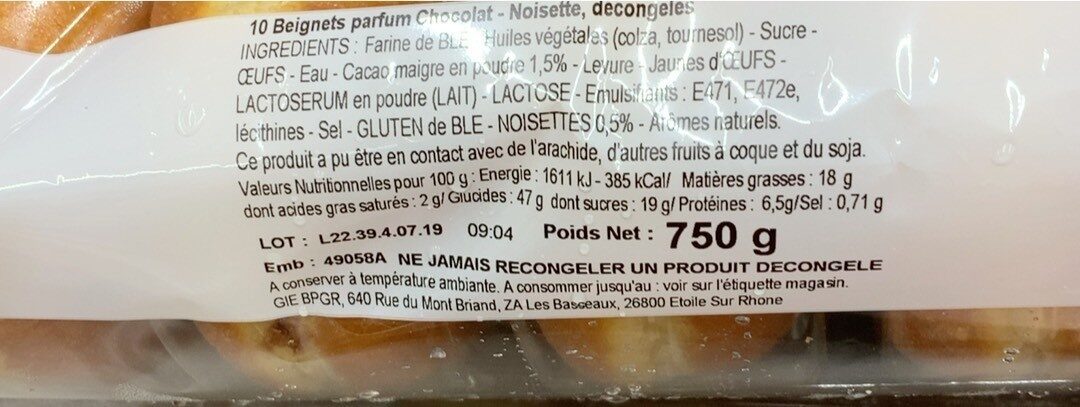 10 Beignets parfum Chocolat - Noisette, decongelés
INGREDIENTS : Farine de BLE Huiles végétales (colza, tournesol) - Sucre -
ŒUFS - Eau - Cacao maigre en poudre 1,5% - Levure - Jaunes d'ŒUFS -
LACTOSERUM en poudre (LAIT) - LACTOSE - Emulsifiants : E471, E472e,
lécithines - Sel - GLUTEN de BLE - NOISETTES 0,5% - Arômes naturels.
Ce produit a pu être en contact avec de l'arachide, d'autres fruits à coque et du soja.
Valeurs Nutritionnelles pour 100 g : Energie : 1611 kJ - 385 kCal/ Matières grasses : 18 g
dont acides gras saturés : 2 g/ Glucides : 47 g dont sucres : 19 g/ Protéines : 6,5g/Sel : 0,71 g
LOT : L22.39.4.07.19 09:04 Poids Net : 750 g
Emb : 49058A NE JAMAIS RECONGELER UN PRODUIT DECONGELE
A conserver à température ambiante. A consommer jusqu'au : voir sur l'étiquette magasin.
GIE BPGR, 640 Rue du Mont Briand, ZA Les Basseaux, 26800 Etoile Sur Rhone